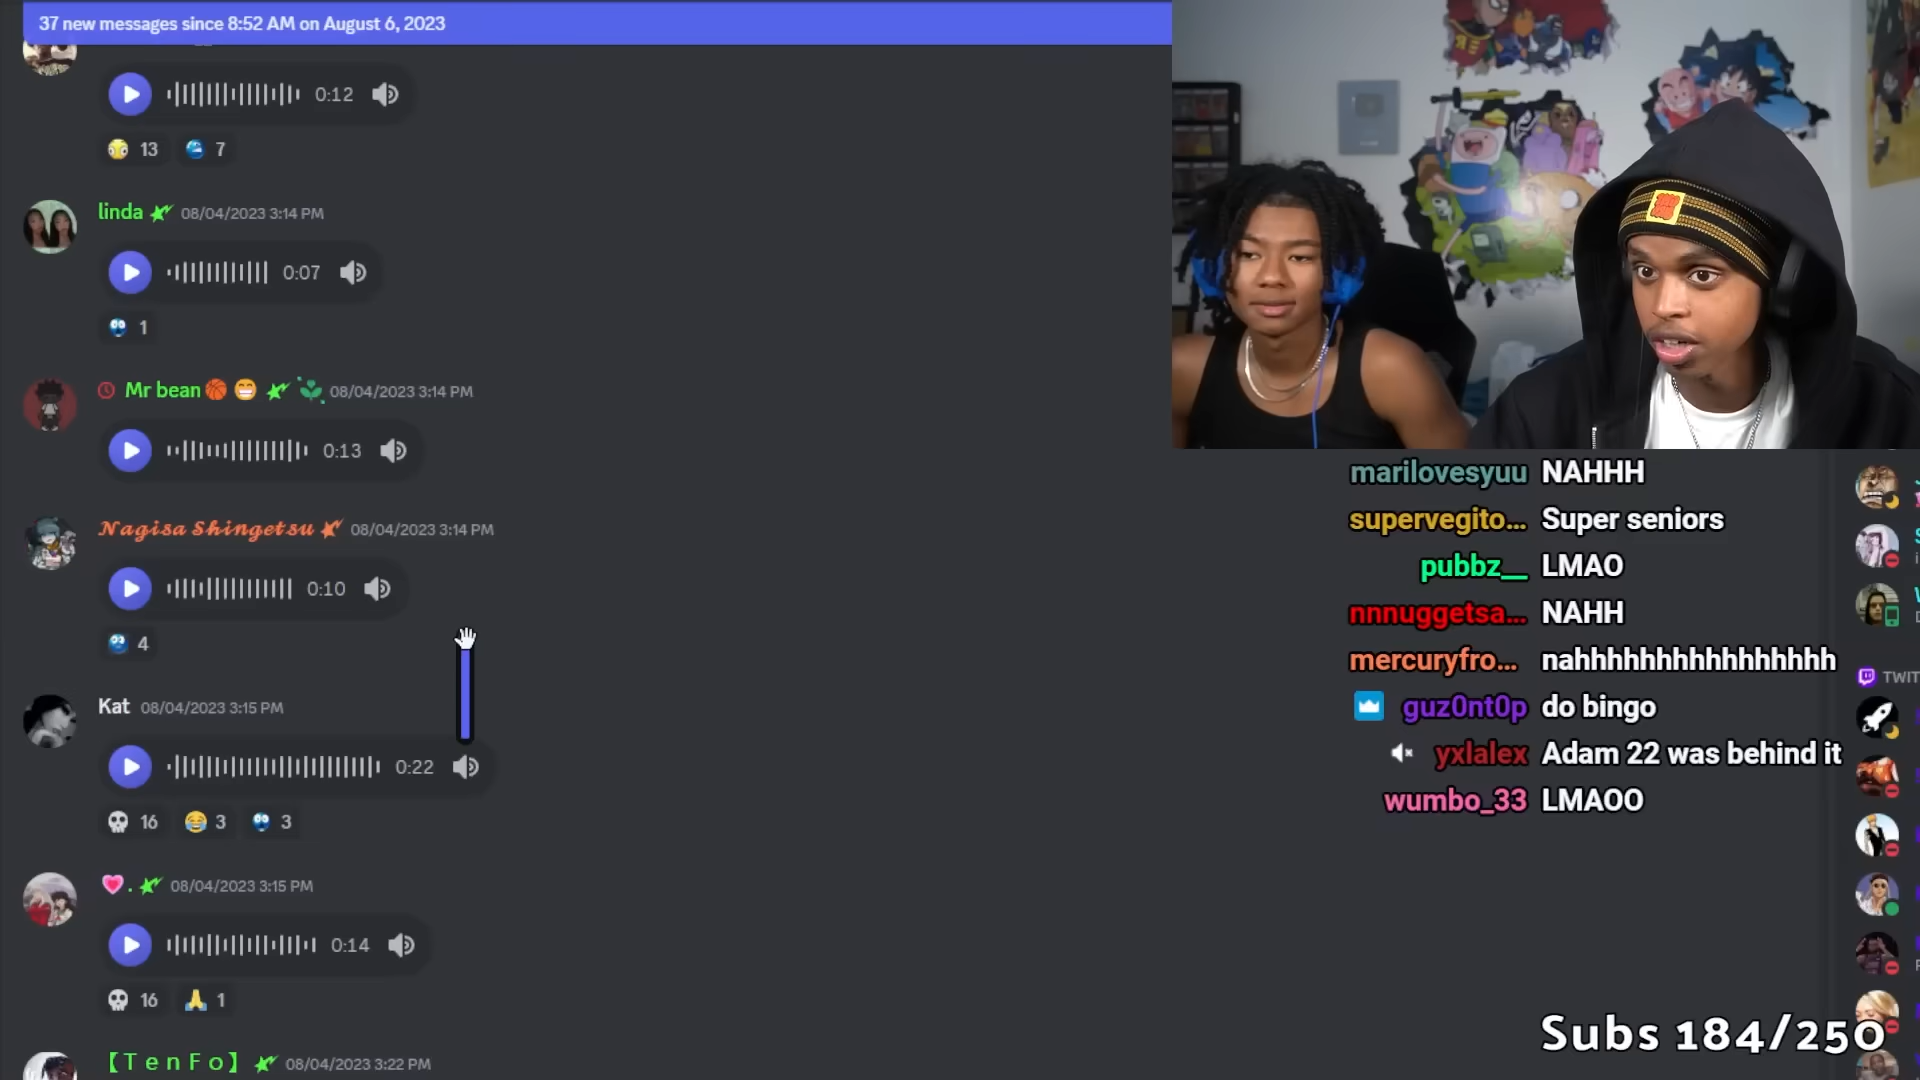 37 new messages since 8:52 AM on August 6, 2023
0:12
13 7
linda 08/04/2023 3:14 PM
0:07
1
Mr bean 08/04/2023 3:14 PM
0:13
Nagisa Shingetsu 08/04/2023 3:14 PM
0:10
4
Kat 08/04/2023 3:15 PM
0:22
16 3 3
. 08/04/2023 3:15 PM
0:14
16 1
【T e n F o】 08/04/2023 3:22 PM
marilovesyuu NAHHH
supervegito... Super seniors
pubbz__ LMAO
nnnuggetsa... NAHH
mercuryfro... nahhhhhhhhhhhhhhhhh
guz0nt0p do bingo
yxlalex Adam 22 was behind it
wumbo_33 LMAOO
TWIT
Subs 184/250